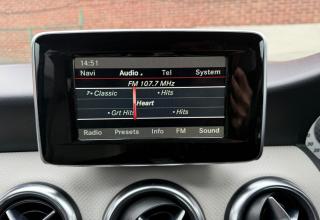 14:51
Navi Audio Tel System
FM 107.7 MHz
7• Classic • Hits
Heart
• Grt Hits • Hits
Radio Presets Info FM Sound